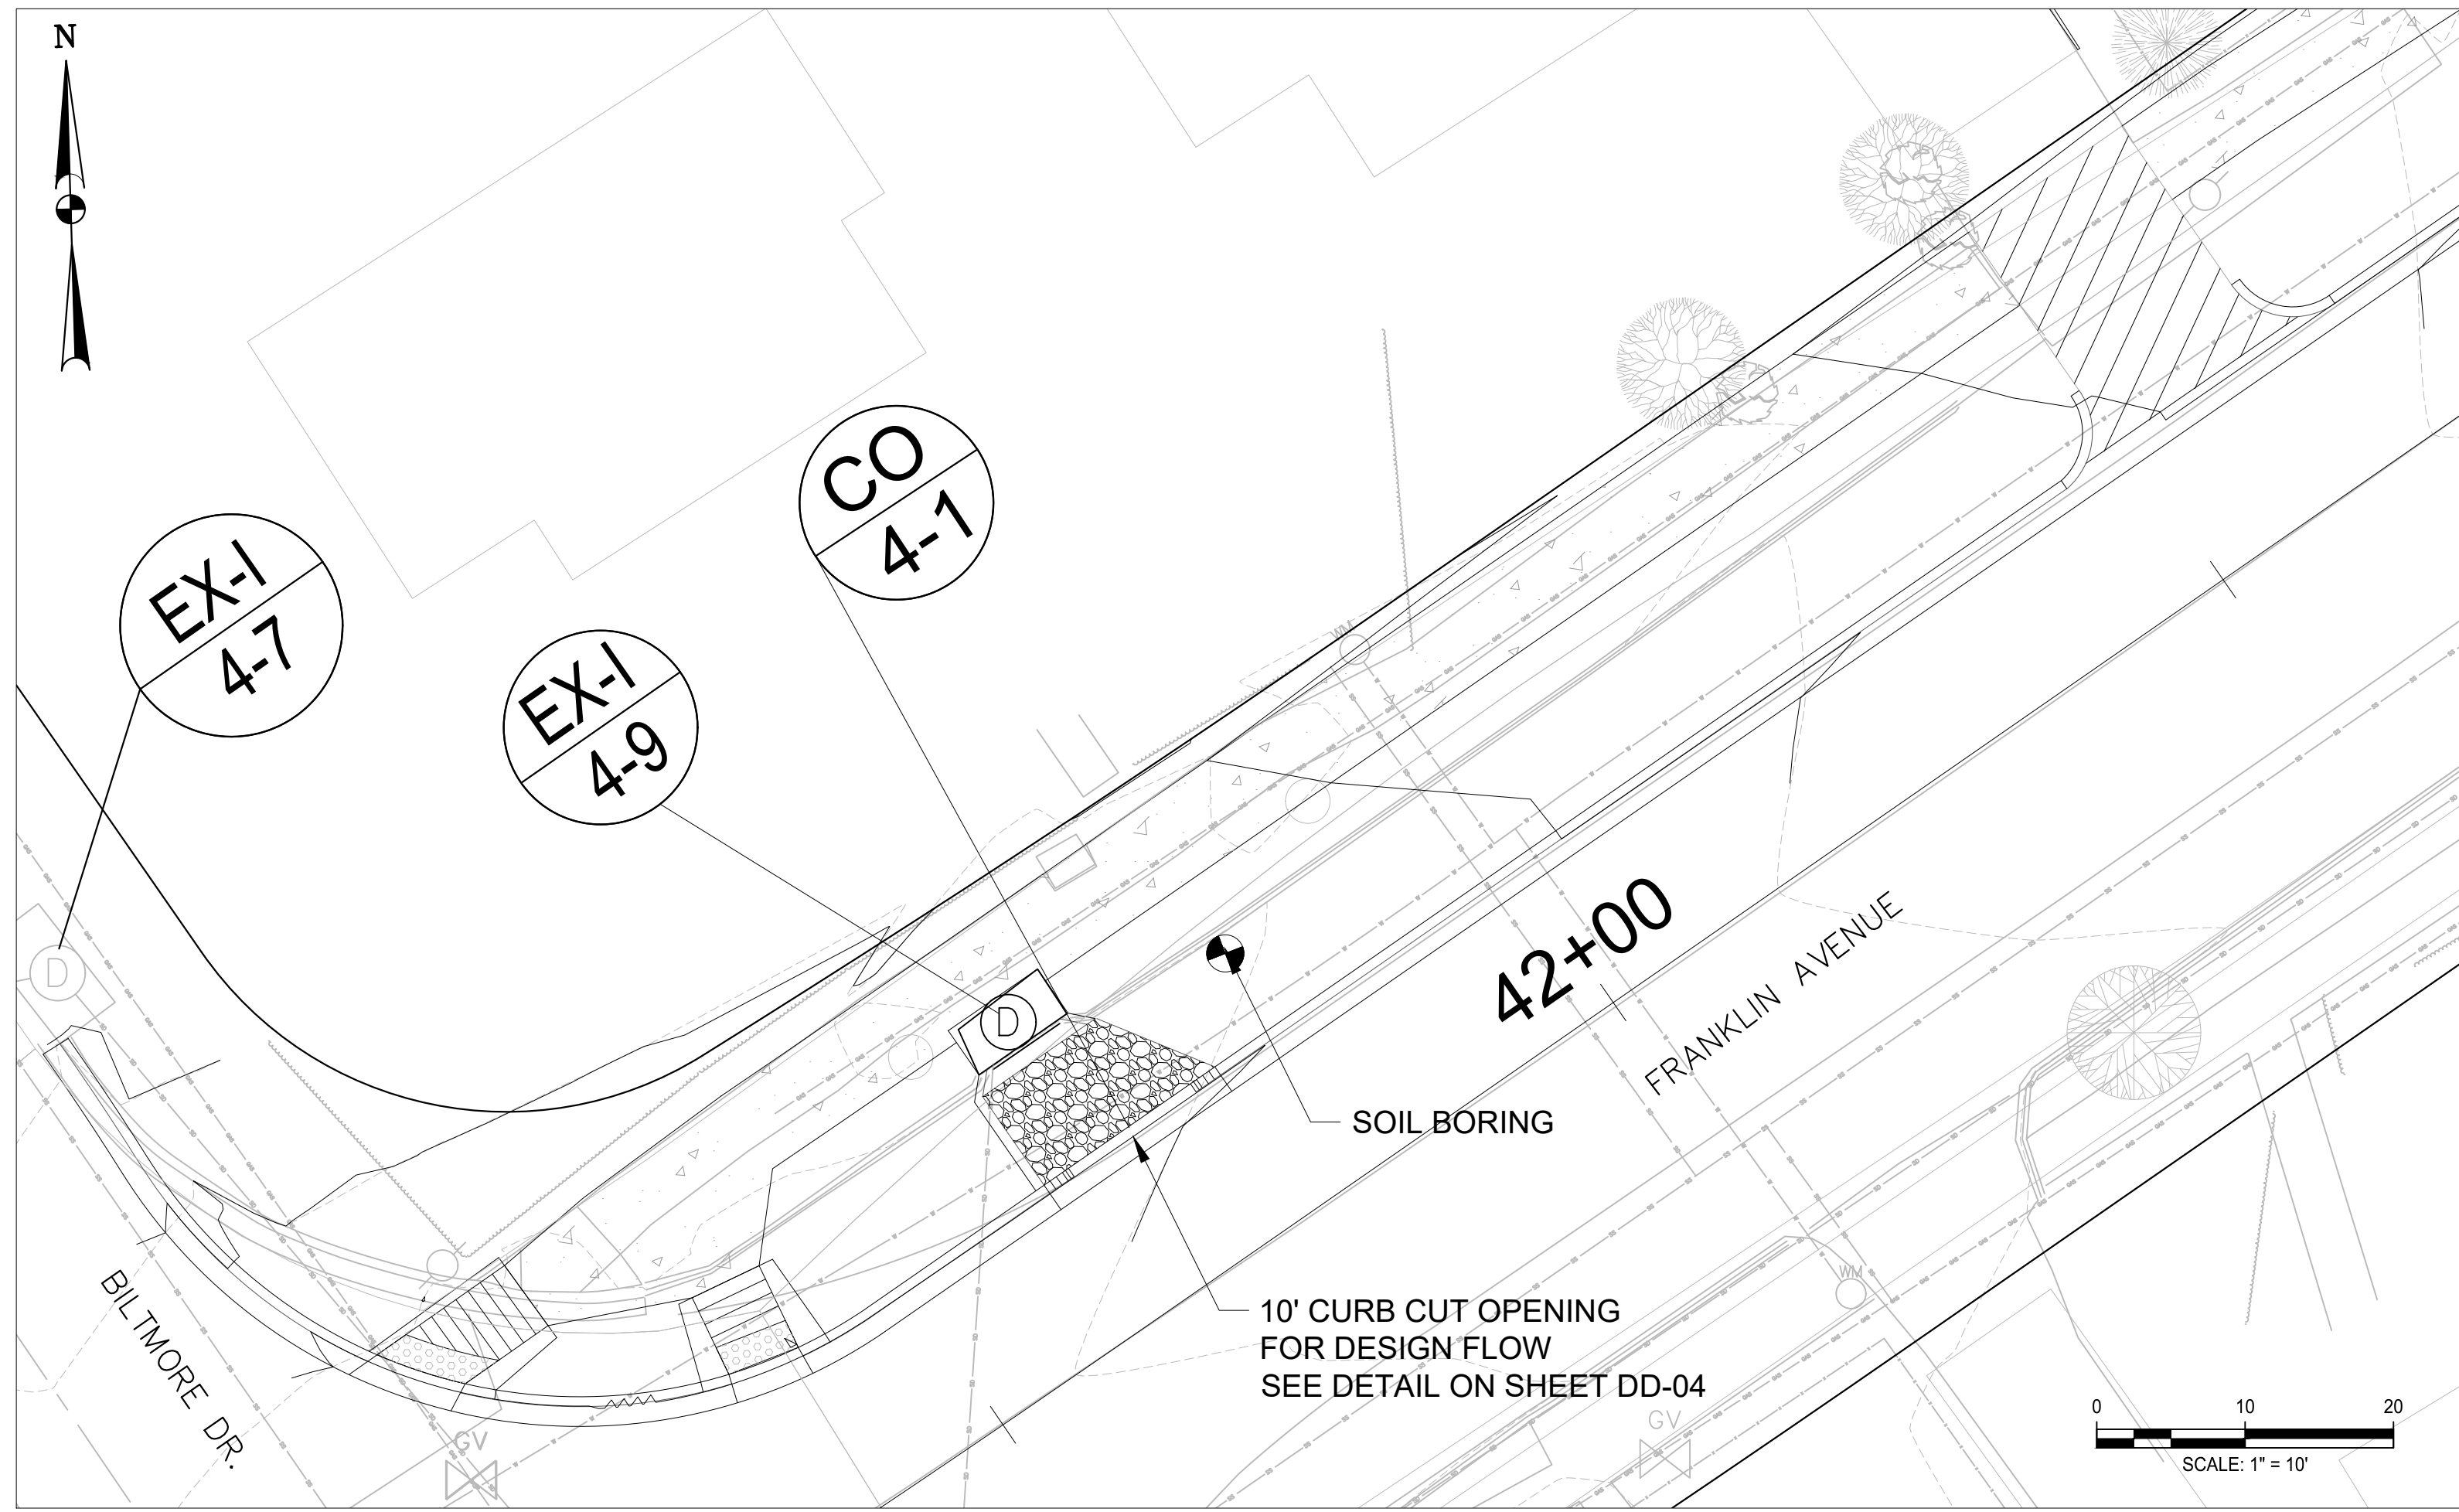 N
CO
4-1
EX-I
4-7
EX-I
4-9
WM
D
D
42+00
FRANKLIN AVENUE
SOIL BORING
10' CURB CUT OPENING
FOR DESIGN FLOW
SEE DETAIL ON SHEET DD-04
BILTMORE DR.
WM
GV
GV
0 10 20
SCALE: 1" = 10'